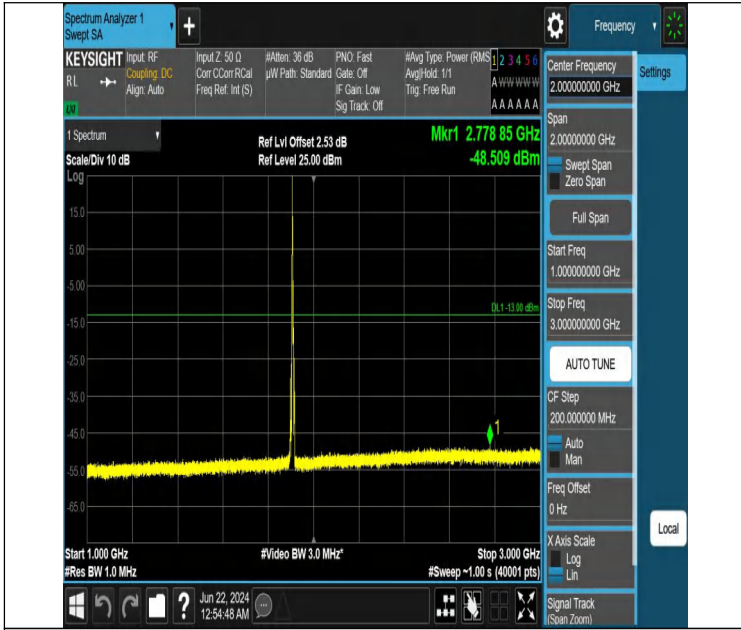 Spectrum Analyzer 1
Swept SA
Frequency
KEYSIGHT
RL
Input: RF
Coupling: DC
Align: Auto
Input Z: 50 Ω
Corr CCorr RCal
Freq Ref: Int (S)
#Atten: 36 dB
µW Path: Standard
PNO: Fast
Gate: Off
IF Gain: Low
Sig Track: Off
#Avg Type: Power (RMS
Avg|Hold: 1/1
Trig: Free Run
1 2 3 4 5 6
A W W W W W
A A A A A A
1 Spectrum
Scale/Div 10 dB
Ref Lvl Offset 2.53 dB
Ref Level 25.00 dBm
Mkr1 2.778 85 GHz
-48.509 dBm
Log
15.0
5.00
-5.00
-15.0
-25.0
-35.0
-45.0
-55.0
-65.0
DL1 -13.00 dBm
1
Start 1.000 GHz
#Res BW 1.0 MHz
#Video BW 3.0 MHz*
Stop 3.000 GHz
#Sweep ~1.00 s (40001 pts)
Jun 22, 2024
12:54:48 AM
Center Frequency
2.000000000 GHz
Settings
Span
2.00000000 GHz
Swept Span
Zero Span
Full Span
Start Freq
1.000000000 GHz
Stop Freq
3.000000000 GHz
AUTO TUNE
CF Step
200.000000 MHz
Auto
Man
Freq Offset
0 Hz
X Axis Scale
Log
Lin
Local
Signal Track
(Span Zoom)